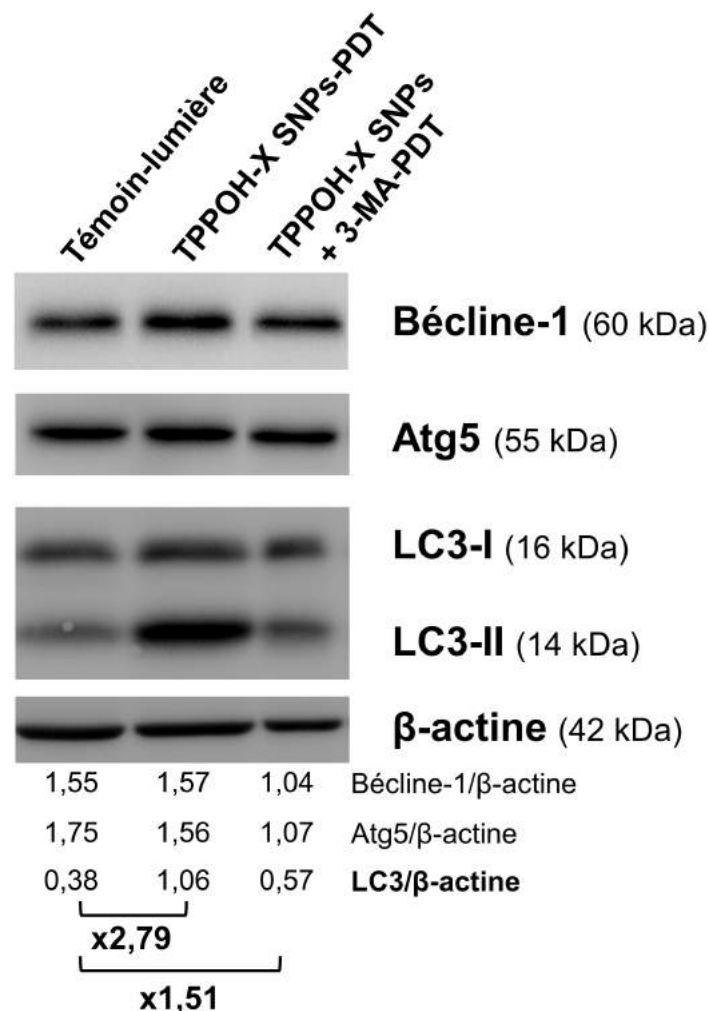 Témoin-lumière
TPPOH-X SNPs-PDT
TPPOH-X SNPs
+ 3-MA-PDT
Bécline-1 (60 kDa)
Atg5 (55 kDa)
LC3-I (16 kDa)
LC3-II (14 kDa)
β-actine (42 kDa)
1,55 1,57 1,04 Bécline-1/β-actine
1,75 1,56 1,07 Atg5/β-actine
0,38 1,06 0,57 LC3/β-actine
x2,79
x1,51